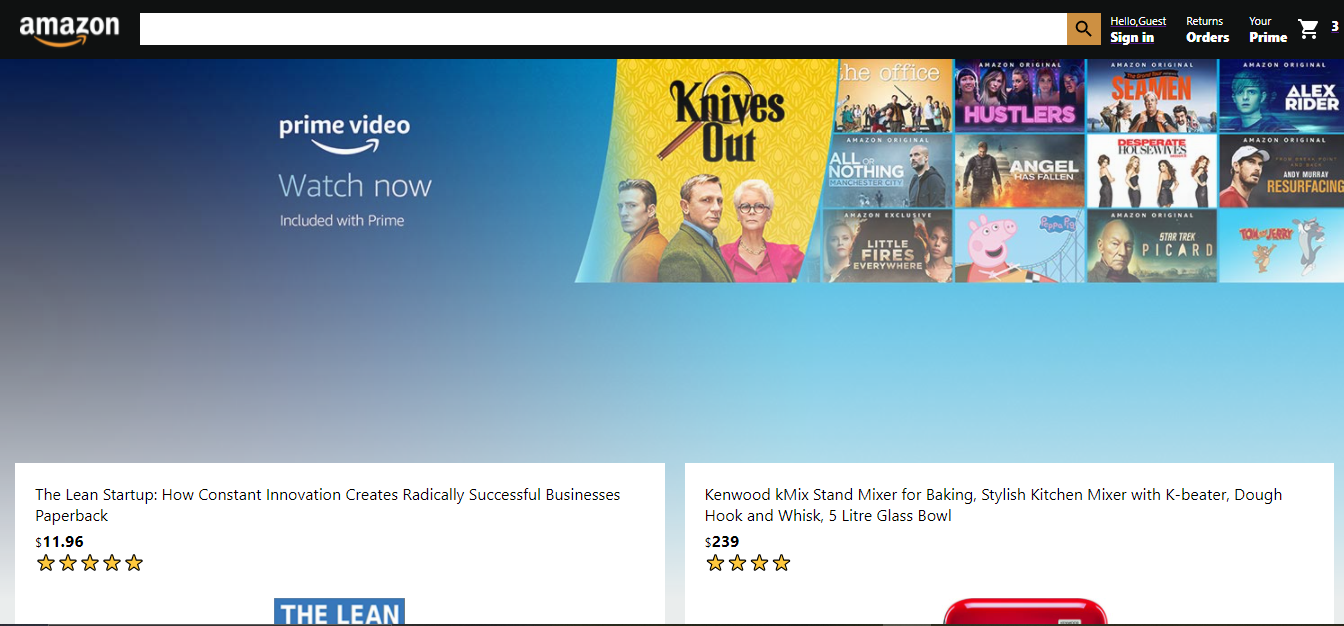 amazon
Hello,Guest
Sign in
Returns
Orders
Your
Prime
3
prime video
Watch now
Included with Prime
Knives
Out
the office
AMAZON ORIGINAL
HUSTLERS
AMAZON ORIGINAL
The Grand Tour
SEAMEN
AMAZON ORIGINAL
ALEX
RIDER
AMAZON ORIGINAL
ALL OR
NOTHING
MANCHESTER CITY
ANGEL
HAS FALLEN
DESPERATE
HOUSEWIVES
AMAZON ORIGINAL
ANDY MURRAY
RESURFACING
AMAZON EXCLUSIVE
LITTLE
FIRES
EVERYWHERE
Peppa Pig
AMAZON ORIGINAL
STAR TREK
PICARD
TOM AND JERRY
The Lean Startup: How Constant Innovation Creates Radically Successful Businesses
Paperback
$11.96
THE LEAN
Kenwood kMix Stand Mixer for Baking, Stylish Kitchen Mixer with K-beater, Dough
Hook and Whisk, 5 Litre Glass Bowl
$239